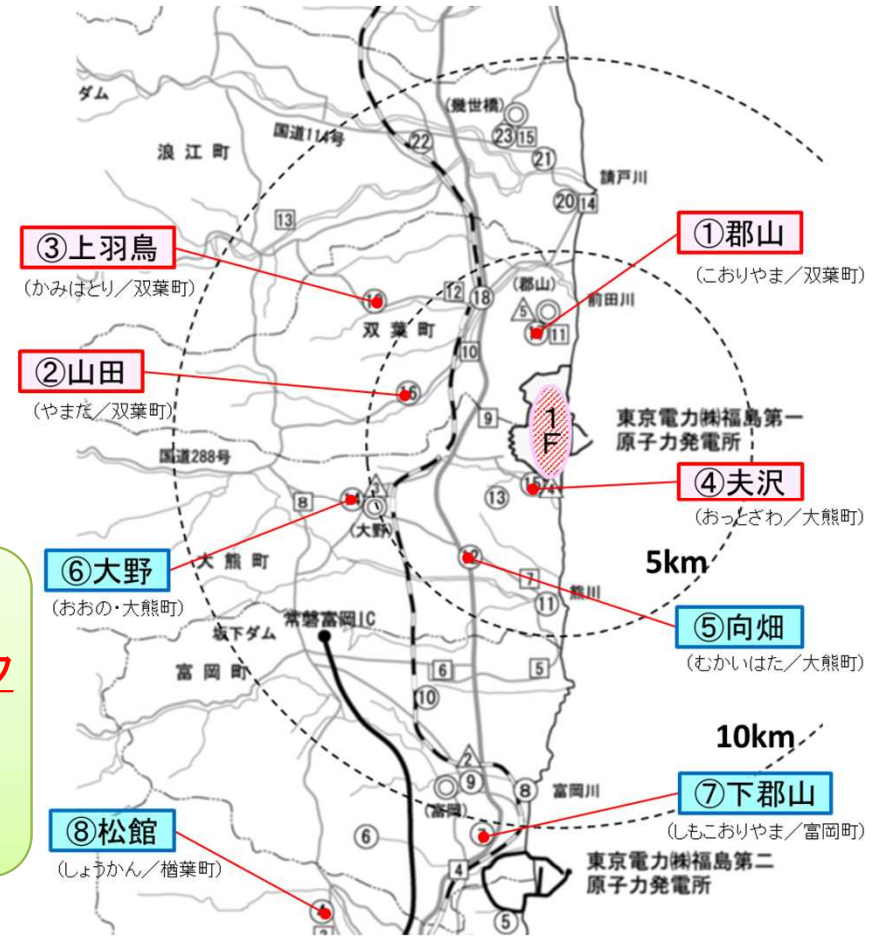 ダム
(幾世橋)
国道114号
㉒
㉓
15
浪江町
㉑
請戸川
⑳
14
13
①郡山
(こおりやま／双葉町)
③上羽鳥
(かみはとり／双葉町)
12
⑱
(郡山)
5
前田川
11
双葉町
10
②山田
(やまだ／双葉町)
9
1F
東京電力㈱福島第一
原子力発電所
国道288号
④夫沢
(おっとざわ／大熊町)
8
⑬
(大野)
⑥大野
(おおの・大熊町)
大熊町
7
5km
熊川
⑪
⑤向畑
(むかいはた／大熊町)
坂下ダム
常磐富岡IC
富岡町
6
5
⑩
10km
2
⑨
⑧
富岡川
(富岡)
⑦下郡山
(しもこおりやま／富岡町)
⑧松館
(しょうかん／楢葉町)
⑥
4
東京電力㈱福島第二
原子力発電所
⑤